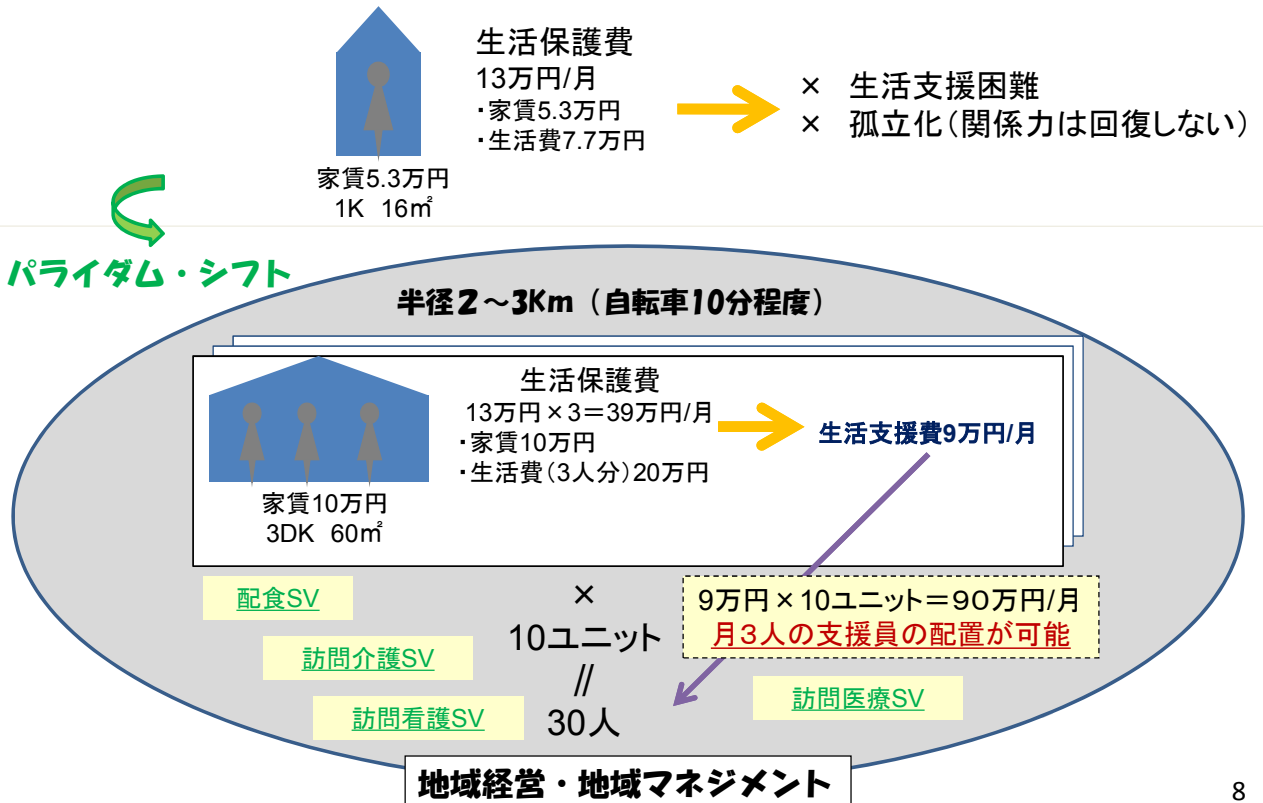 生活保護費
13万円/月
・家賃5.3万円
・生活費7.7万円
× 生活支援困難
× 孤立化（関係力は回復しない）
家賃5.3万円
1K 16㎡
パライダム・シフト
半径２～3Km（自転車10分程度）
生活保護費
13万円×3＝39万円/月
・家賃10万円
・生活費（3人分）20万円
生活支援費9万円/月
家賃10万円
3DK 60㎡
配食SV
訪問介護SV
訪問看護SV
×
10ユニット
//
30人
9万円×10ユニット＝９０万円/月
月３人の支援員の配置が可能
訪問医療SV
地域経営・地域マネジメント
8